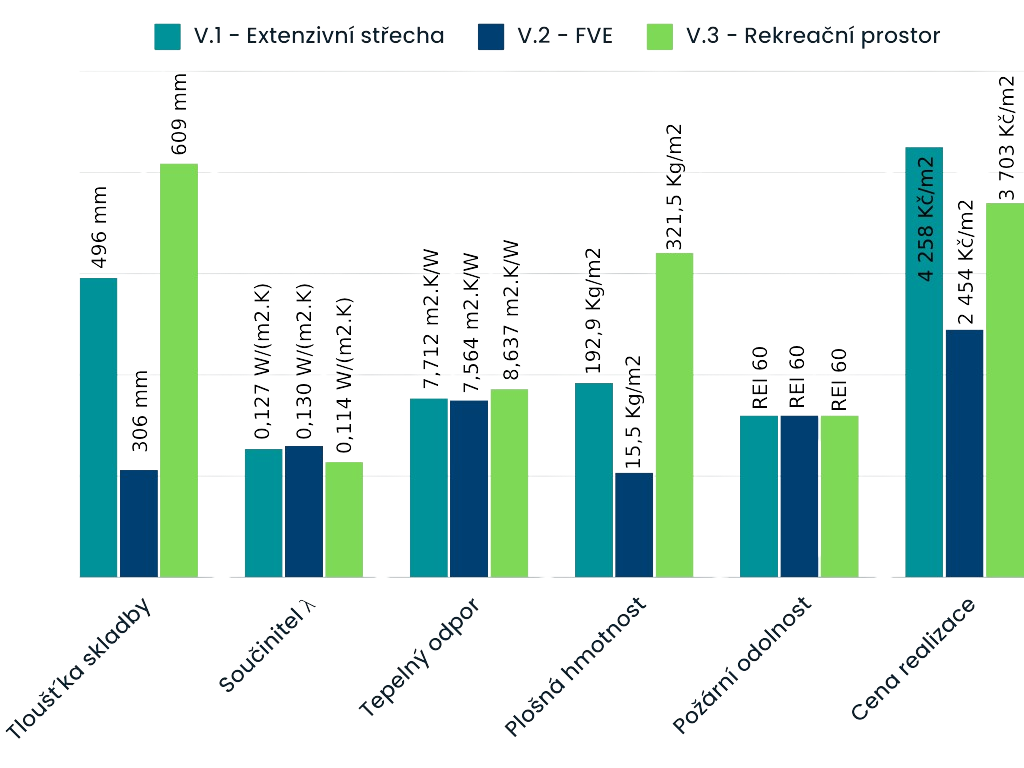 V.1 - Extenzivní střecha
V.2 - FVE
V.3 - Rekreační prostor
496 mm
306 mm
609 mm
0,127 W/(m2.K)
0,130 W/(m2.K)
0,114 W/(m2.K)
7,712 m2.K/W
7,564 m2.K/W
8,637 m2.K/W
192,9 Kg/m2
15,5 Kg/m2
321,5 Kg/m2
REI 60
REI 60
REI 60
4 258 Kč/m2
2 454 Kč/m2
3 703 Kč/m2
Tloušťka skladby
Součinitel λ
Tepelný odpor
Plošná hmotnost
Požární odolnost
Cena realizace